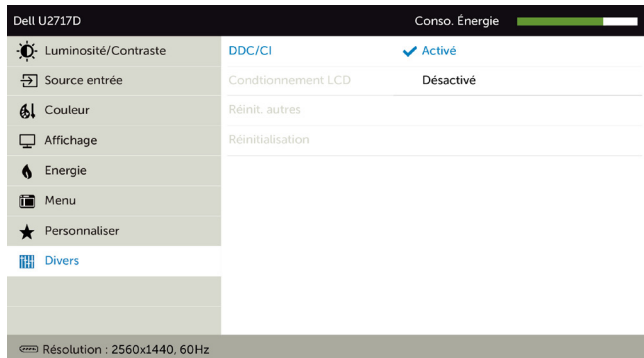 Dell U2717D Conso. Énergie
Luminosité/Contraste DDC/CI Activé
Source entrée Condtionnement LCD Désactivé
Couleur Réinit. autres
Affichage Réinitialisation
Energie
Menu
Personnaliser
Divers
Résolution : 2560x1440, 60Hz